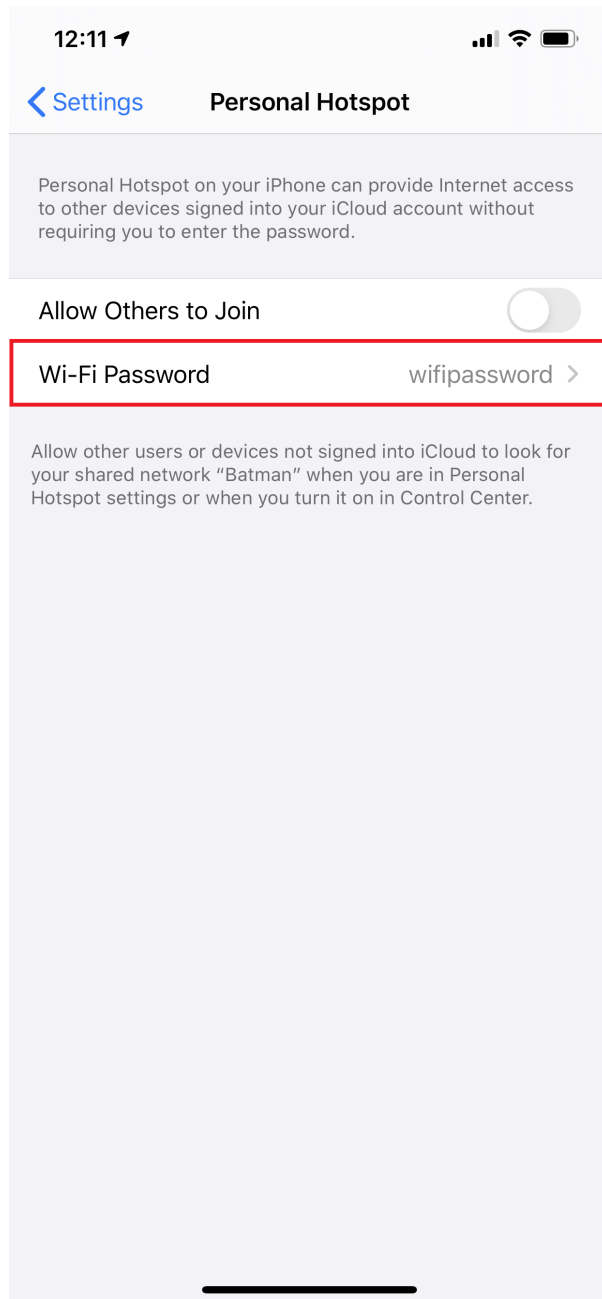 12:11
Settings
Personal Hotspot
Personal Hotspot on your iPhone can provide Internet access
to other devices signed into your iCloud account without
requiring you to enter the password.
Allow Others to Join
Wi-Fi Password wifipassword
Allow other users or devices not signed into iCloud to look for
your shared network “Batman” when you are in Personal
Hotspot settings or when you turn it on in Control Center.